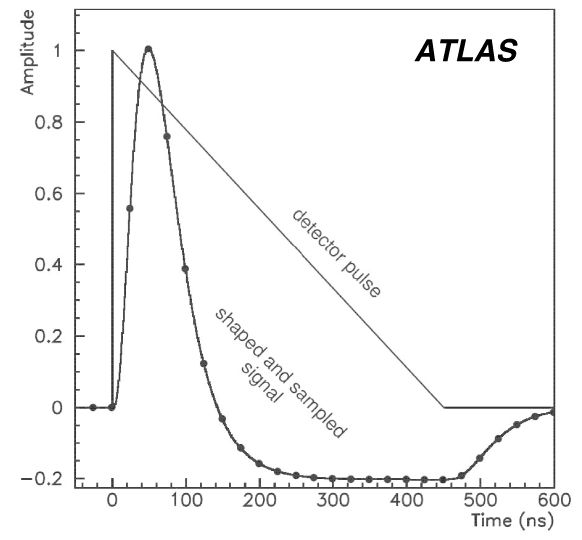 Amplitude
ATLAS
1
0.8
0.6
0.4
0.2
0
−0.2
detector pulse
shaped and sampled
signal
0 100 200 300 400 500 600
Time (ns)